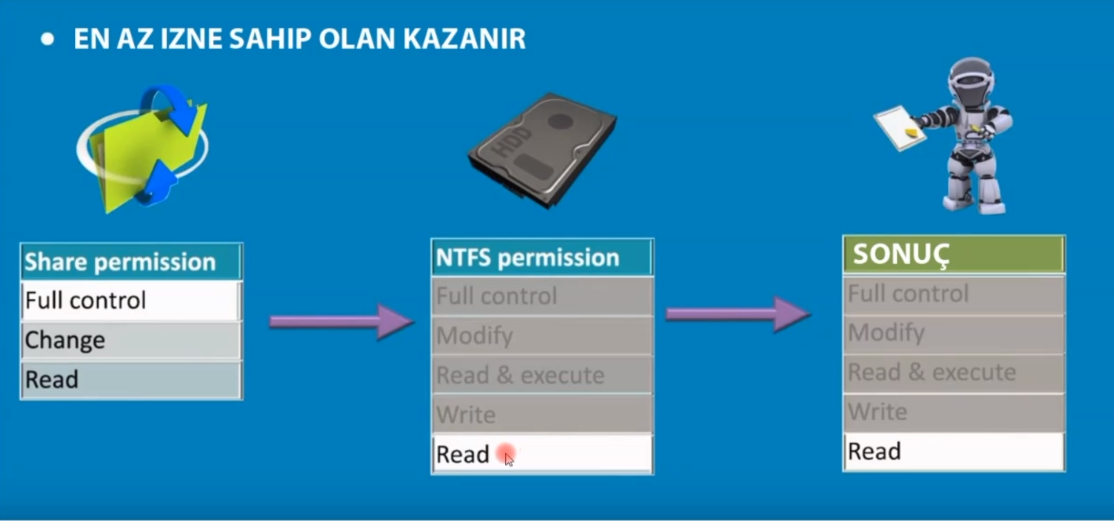 EN AZ IZNE SAHIP OLAN KAZANIR
HDD
Share permission
Full control
Change
Read
NTFS permission
Full control
Modify
Read & execute
Write
Read
SONUÇ
Full control
Modify
Read & execute
Write
Read